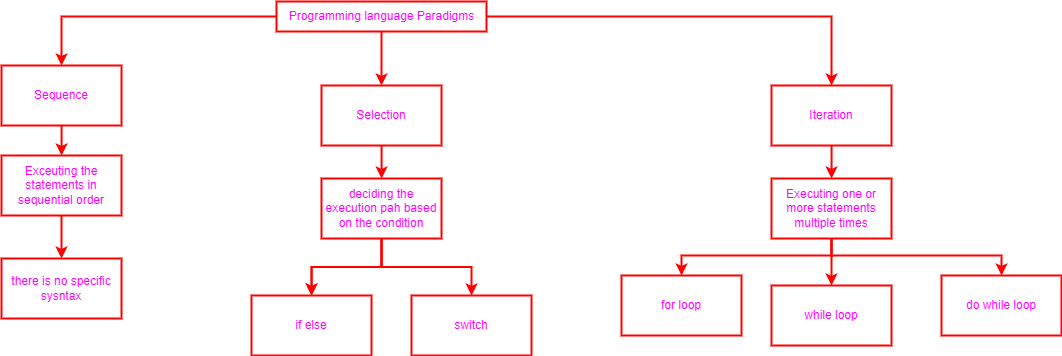 Programming language Paradigms
Sequence
Selection
Iteration
Exceuting the
statements in
sequential order
deciding the
execution pah based
on the condition
Executing one or
more statements
multiple times
there is no specific
sysntax
if else
switch
for loop
while loop
do while loop